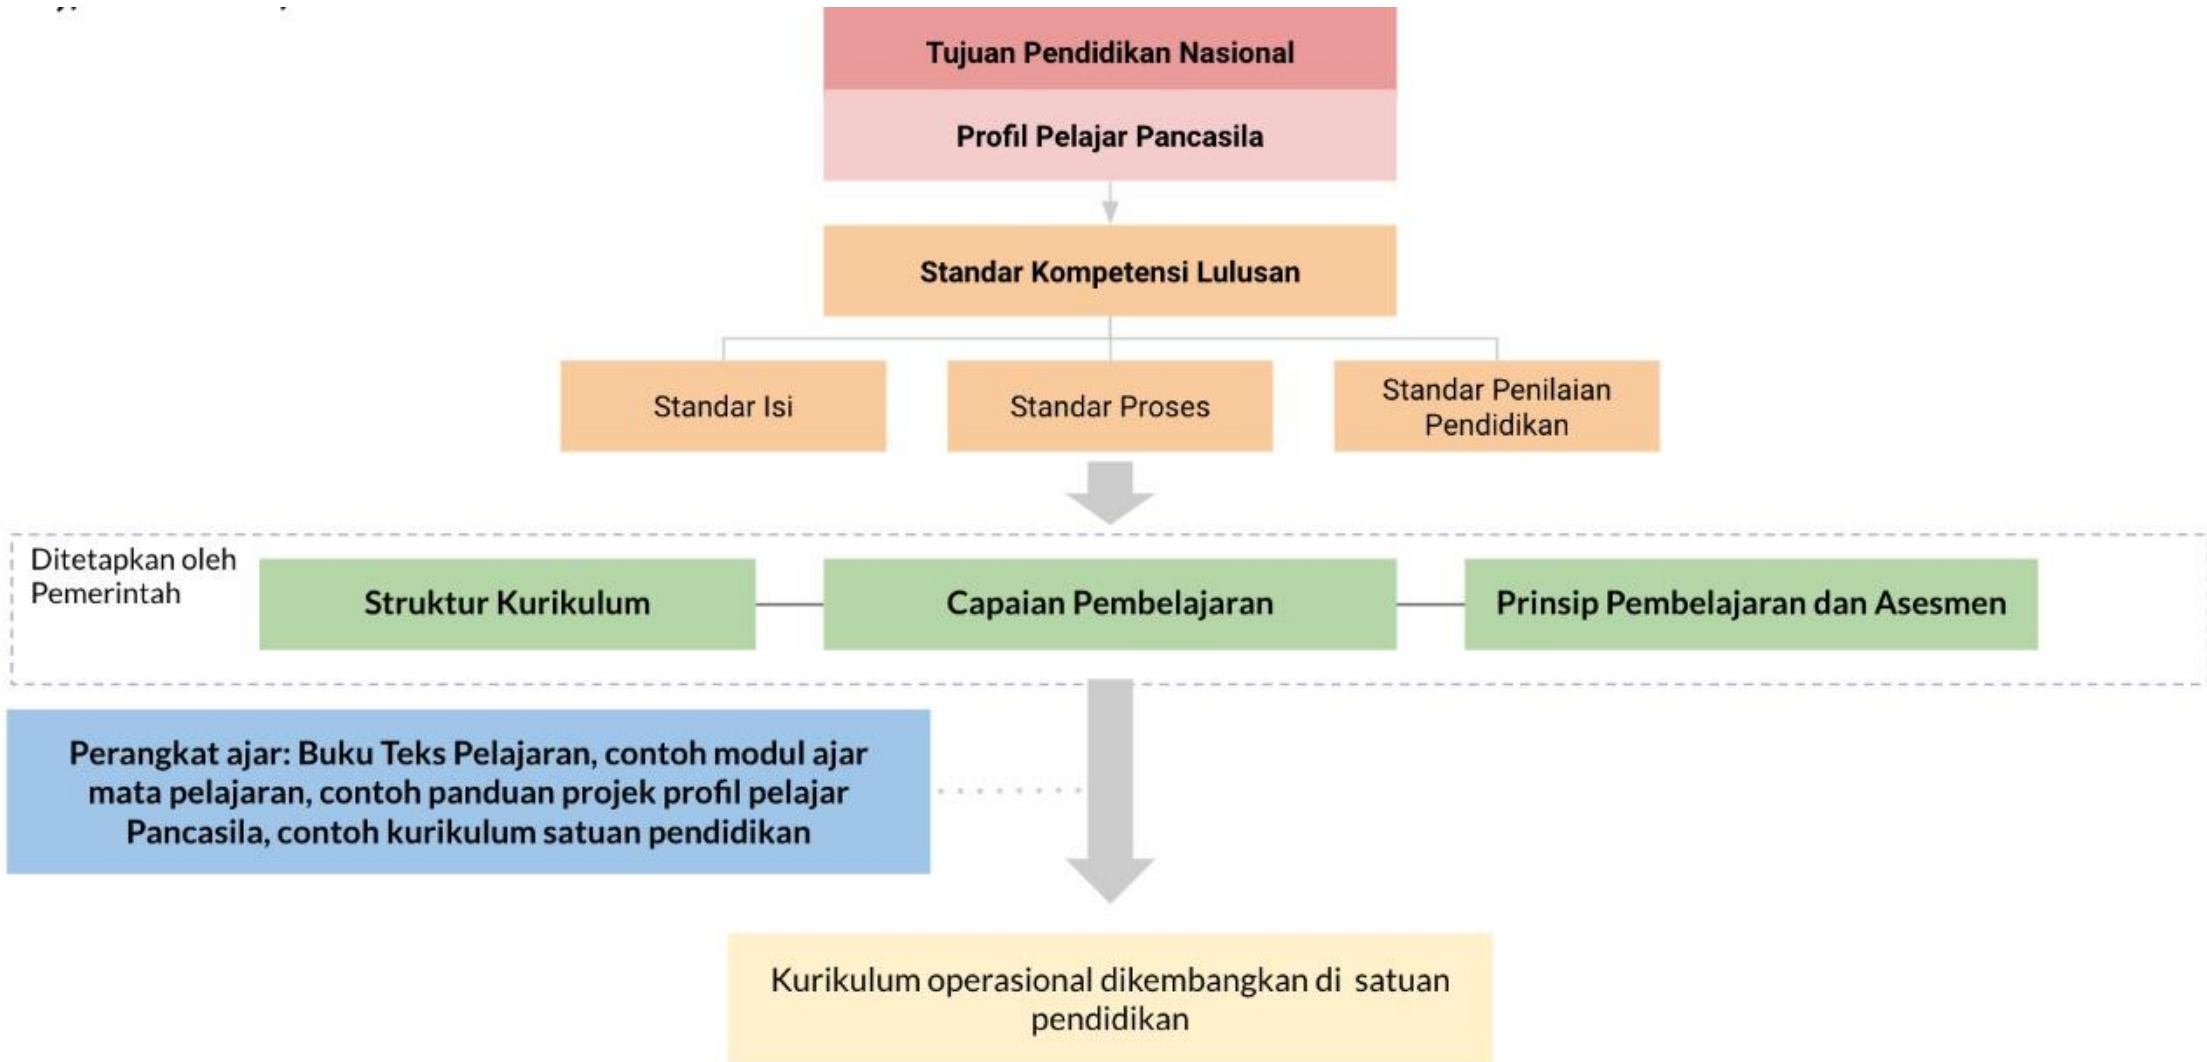 Tujuan Pendidikan Nasional
Profil Pelajar Pancasila
Standar Kompetensi Lulusan
Standar Isi
Standar Proses
Standar Penilaian
Pendidikan
Ditetapkan oleh
Pemerintah
Struktur Kurikulum
Capaian Pembelajaran
Prinsip Pembelajaran dan Asesmen
Perangkat ajar: Buku Teks Pelajaran, contoh modul ajar
mata pelajaran, contoh panduan projek profil pelajar
Pancasila, contoh kurikulum satuan pendidikan
Kurikulum operasional dikembangkan di satuan
pendidikan